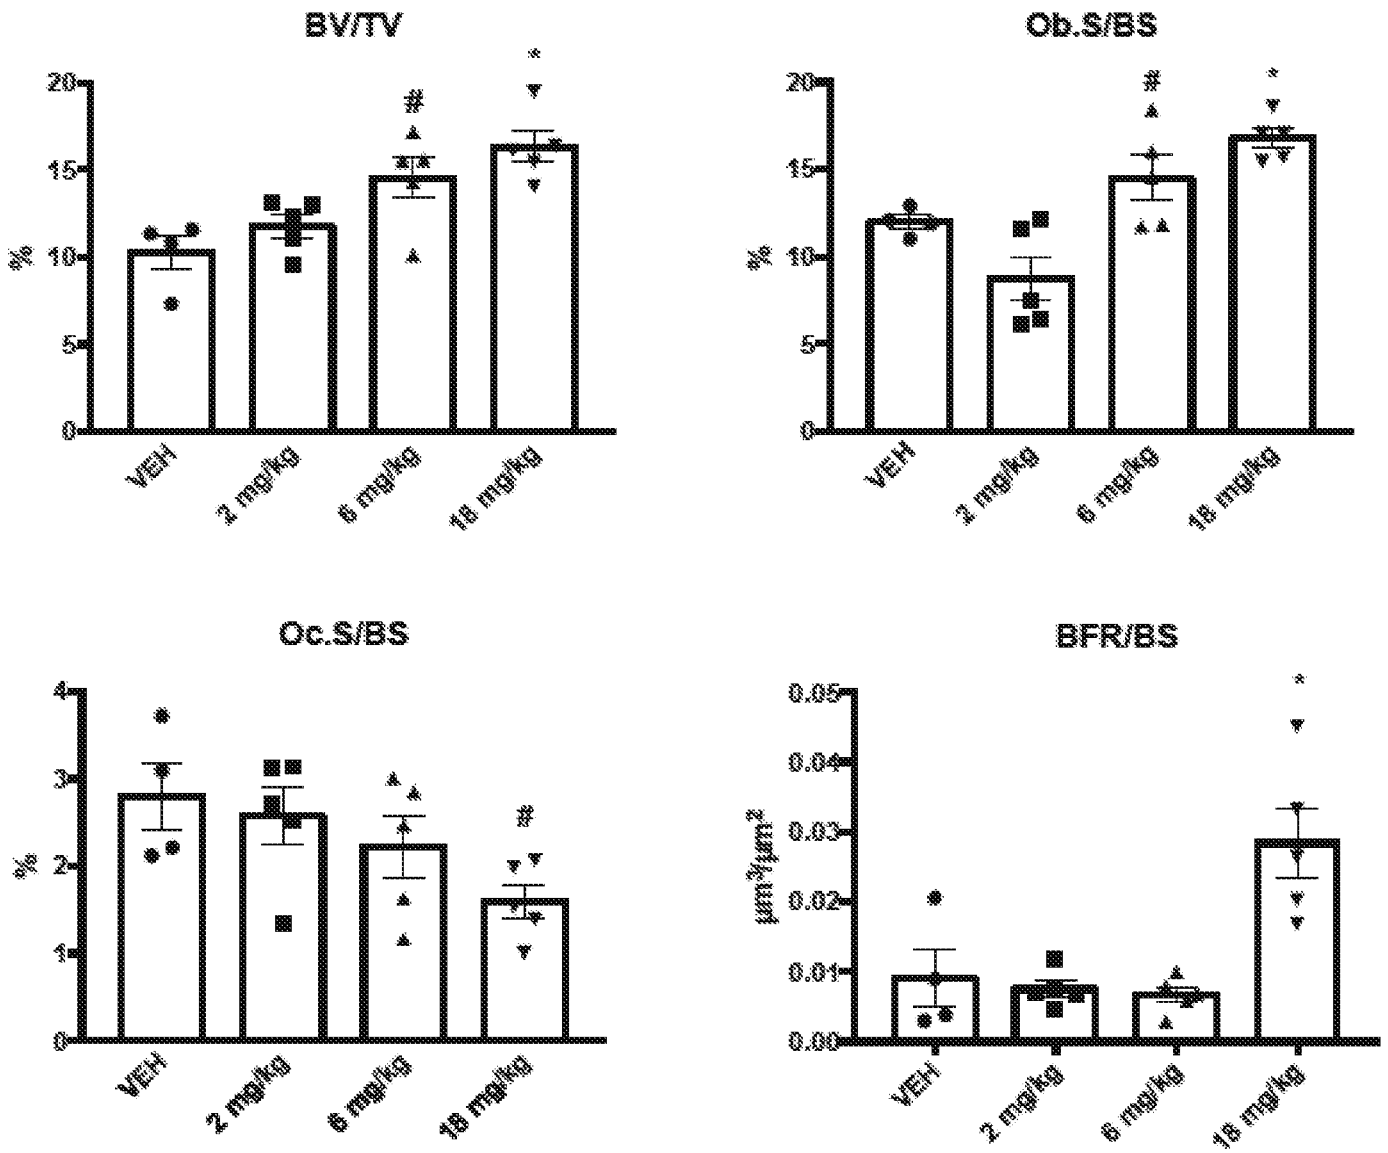 BV/TV
*
#
20
15
10
5
0
%
VEH
2 mg/kg
6 mg/kg
18 mg/kg
Ob.S/BS
*
#
20
15
10
5
0
%
VEH
2 mg/kg
6 mg/kg
18 mg/kg
Oc.S/BS
4
3
2
1
0
%
#
VEH
2 mg/kg
6 mg/kg
18 mg/kg
BFR/BS
*
0.05
0.04
0.03
0.02
0.01
0.00
µm³/µm²
VEH
2 mg/kg
6 mg/kg
18 mg/kg